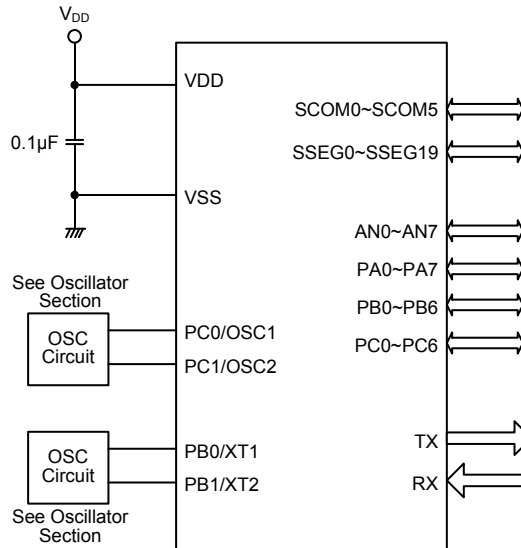 VDD
VDD
0.1µF
VSS
See Oscillator
Section
OSC
Circuit
PC0/OSC1
PC1/OSC2
OSC
Circuit
PB0/XT1
PB1/XT2
See Oscillator
Section
SCOM0~SCOM5
SSEG0~SSEG19
AN0~AN7
PA0~PA7
PB0~PB6
PC0~PC6
TX
RX